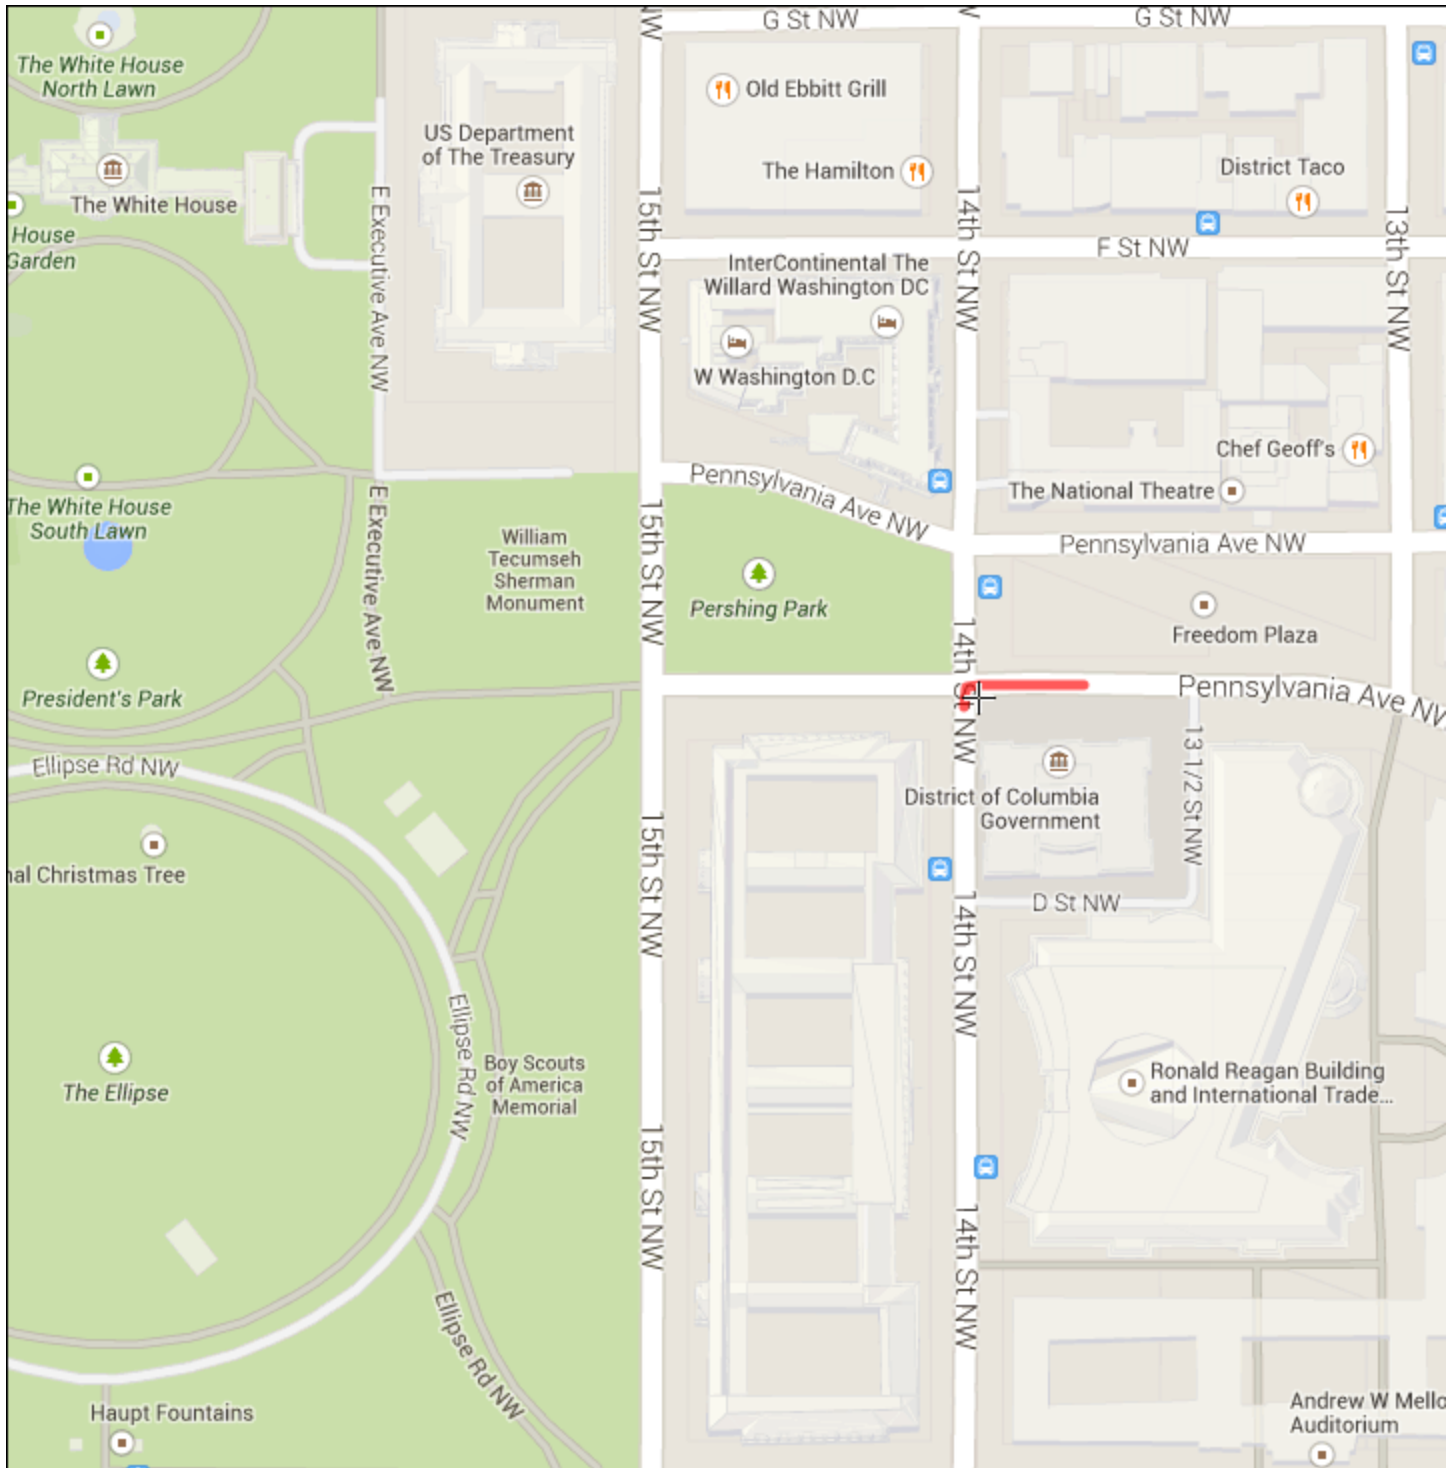 G St NW
G St NW
The White House
North Lawn
Old Ebbitt Grill
US Department
of The Treasury
The Hamilton
District Taco
The White House
House
Garden
E Executive Ave NW
15th St NW
14th St NW
13th St NW
F St NW
InterContinental The
Willard Washington DC
W Washington D.C
Chef Geoff's
The National Theatre
Pennsylvania Ave NW
Pennsylvania Ave NW
The White House
South Lawn
E Executive Ave NW
William
Tecumseh
Sherman
Monument
15th St NW
Pershing Park
Freedom Plaza
President's Park
14th St NW
Pennsylvania Ave NW
Ellipse Rd NW
13 1/2 St NW
District of Columbia
Government
nal Christmas Tree
15th St NW
D St NW
14th St NW
Ellipse Rd NW
Boy Scouts
of America
Memorial
The Ellipse
Ronald Reagan Building
and International Trade...
15th St NW
14th St NW
Ellipse Rd NW
Haupt Fountains
Andrew W Mello
Auditorium